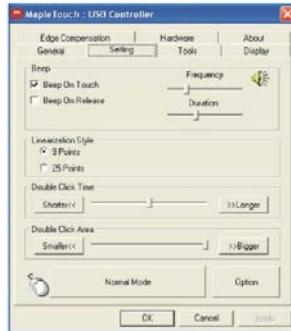 MapleTouch : USB Controller
Edge Compensation Hardware About
General Setting Tools Display
Beep
Beep On Touch
Beep On Release
Frequency
Duration
Linearization Style
9 Points
25 Points
Double Click Time
Shorter<< >>Longer
Double Click Area
Smaller<< >>Bigger
Normal Mode Option
OK Cancel Apply